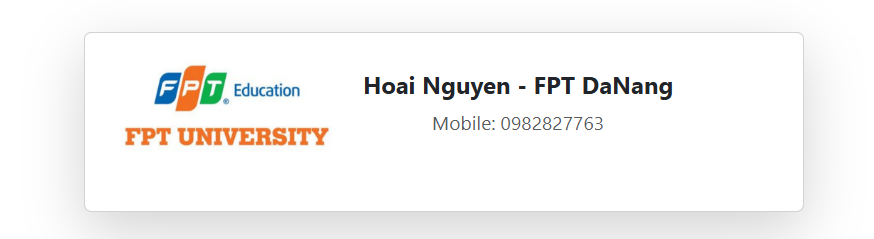 FPT Education
FPT UNIVERSITY
Hoai Nguyen - FPT DaNang
Mobile: 0982827763